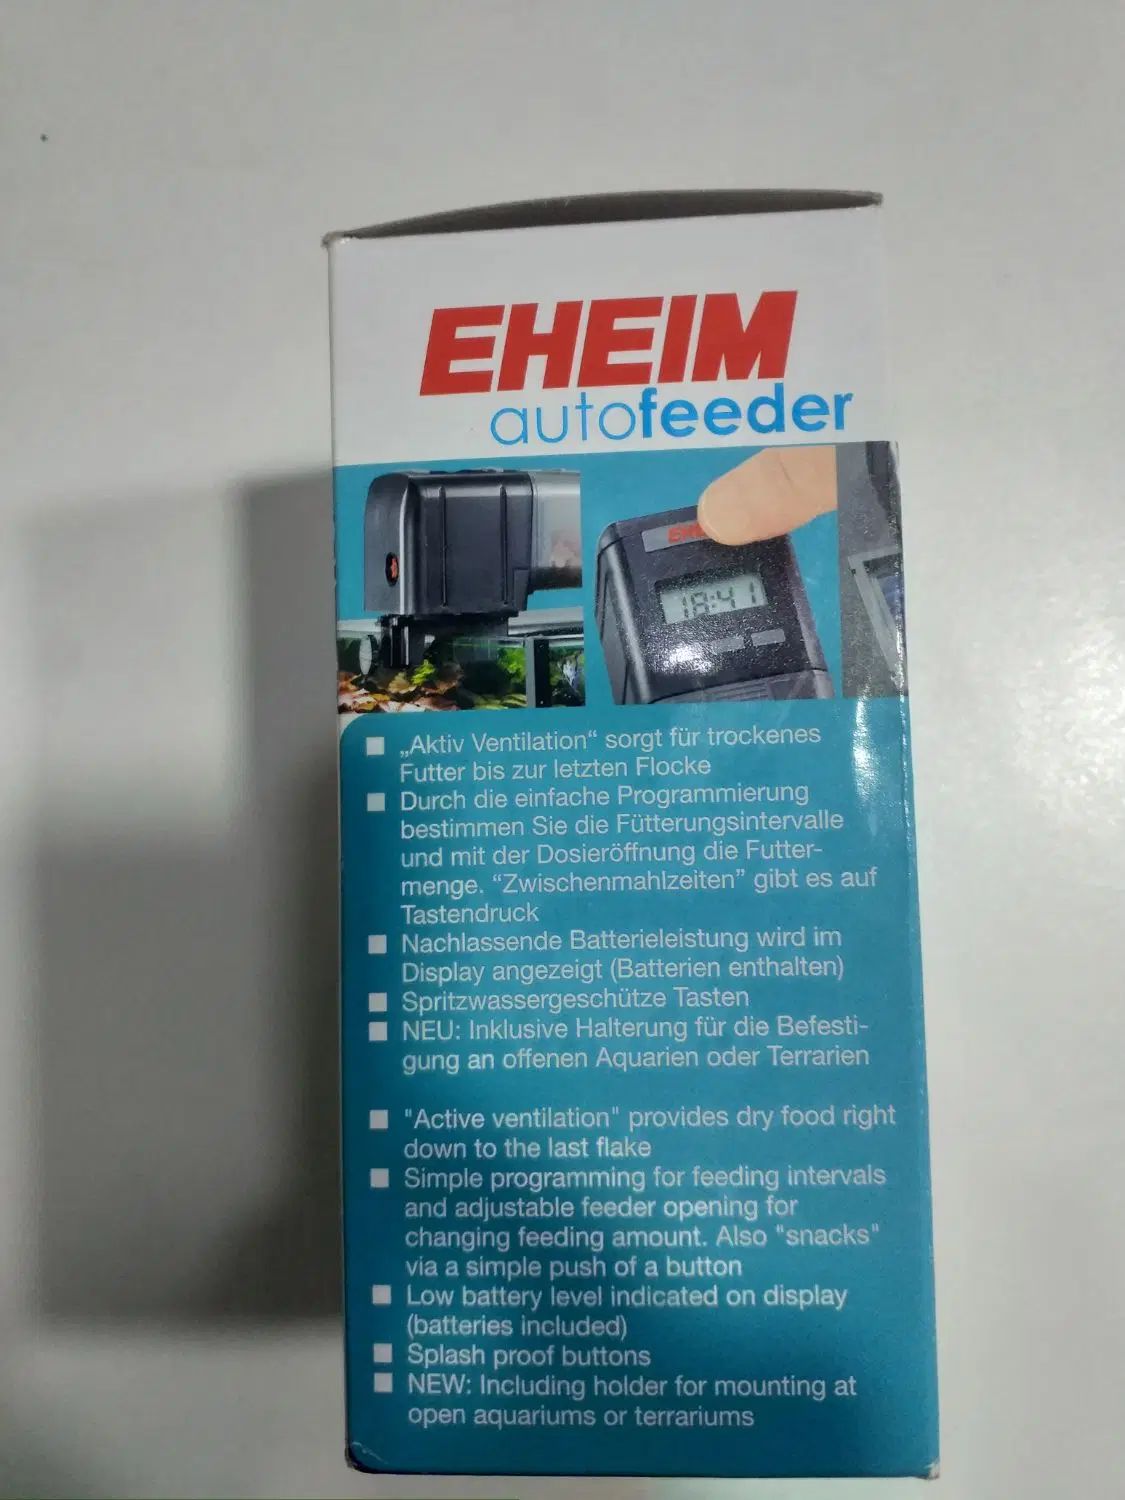 EHEIM
autofeeder
18:41
„Aktiv Ventilation“ sorgt für trockenes
Futter bis zur letzten Flocke
Durch die einfache Programmierung
bestimmen Sie die Fütterungsintervalle
und mit der Dosieröffnung die Futter-
menge. “Zwischenmahlzeiten” gibt es auf
Tastendruck
Nachlassende Batterieleistung wird im
Display angezeigt (Batterien enthalten)
Spritzwassergeschütze Tasten
NEU: Inklusive Halterung für die Befesti-
gung an offenen Aquarien oder Terrarien
"Active ventilation" provides dry food right
down to the last flake
Simple programming for feeding intervals
and adjustable feeder opening for
changing feeding amount. Also "snacks"
via a simple push of a button
Low battery level indicated on display
(batteries included)
Splash proof buttons
NEW: Including holder for mounting at
open aquariums or terrariums